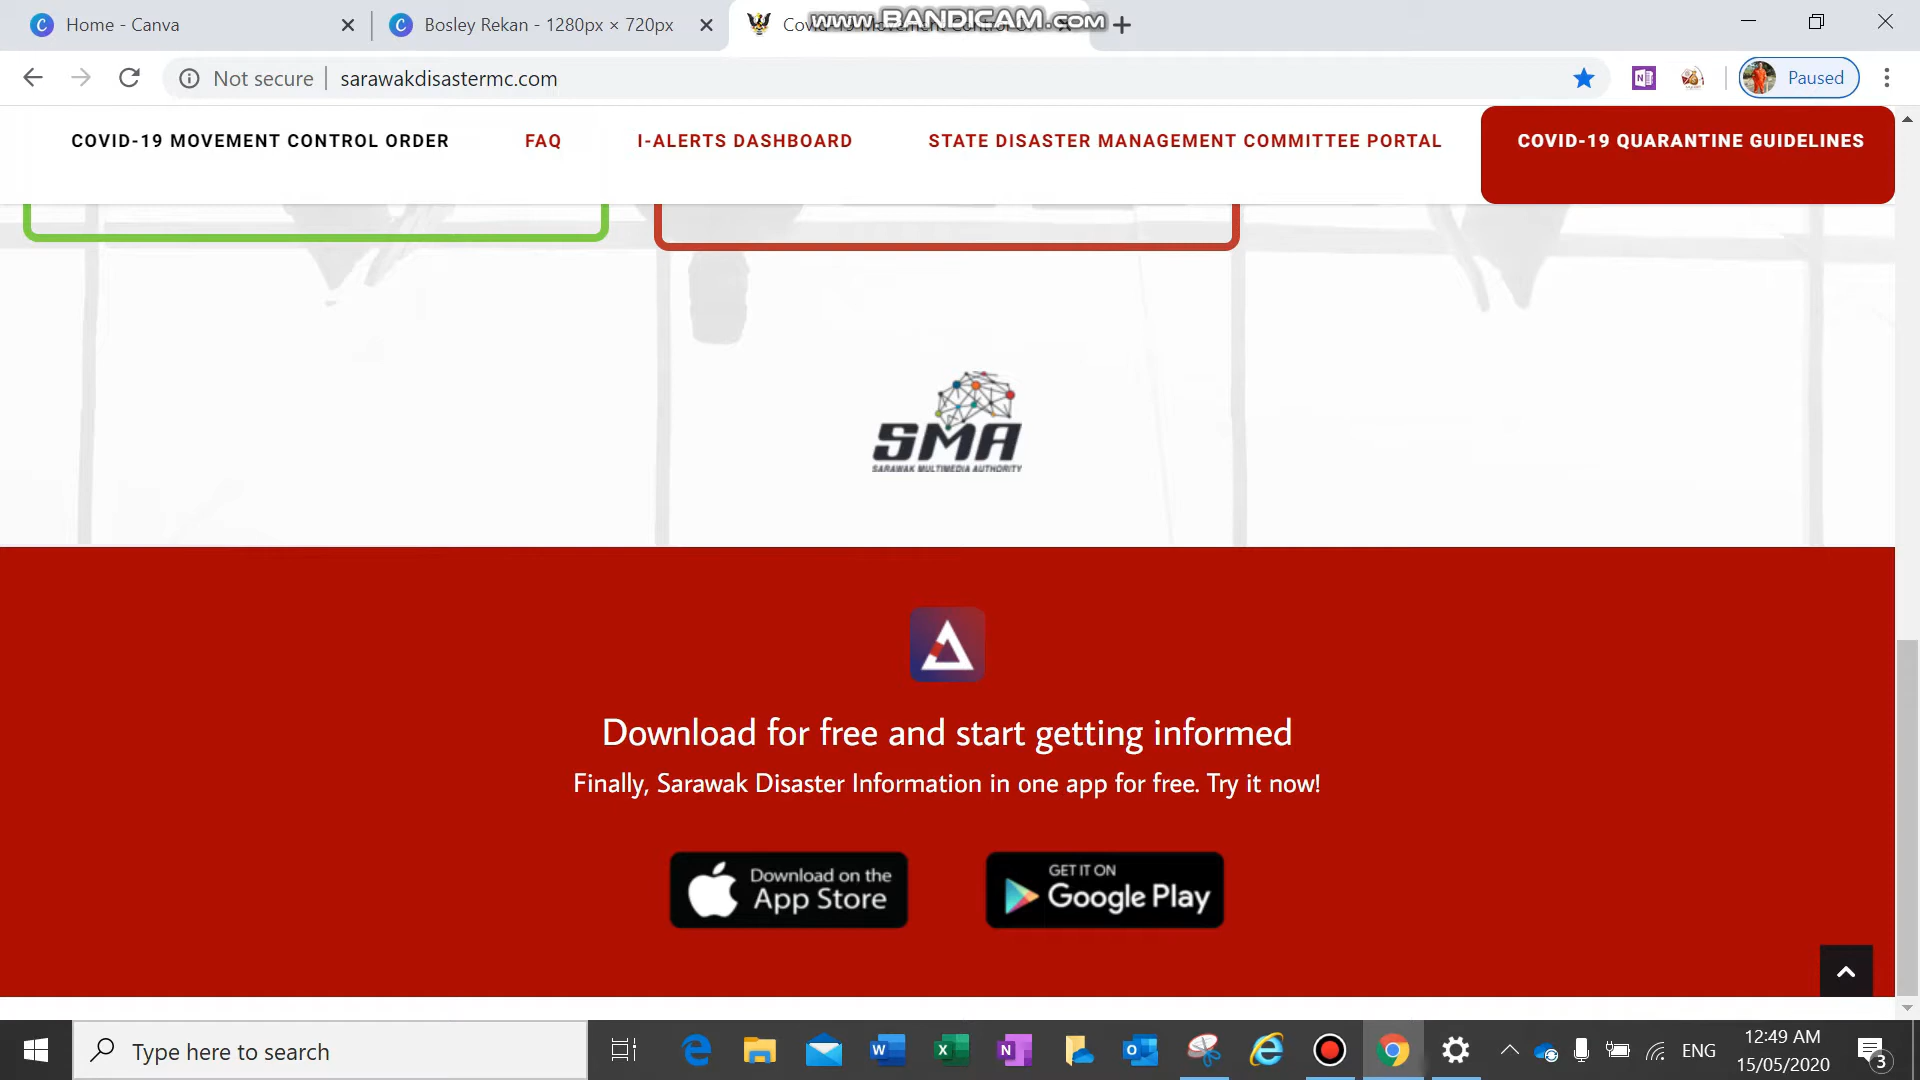 Home - Canva
Bosley Rekan - 1280px × 720px
www.BANDICAM.com
Not secure
sarawakdisastermc.com
Paused
COVID-19 MOVEMENT CONTROL ORDER
FAQ
I-ALERTS DASHBOARD
STATE DISASTER MANAGEMENT COMMITTEE PORTAL
COVID-19 QUARANTINE GUIDELINES
SMA
SARAWAK MULTIMEDIA AUTHORITY
Download for free and start getting informed
Finally, Sarawak Disaster Information in one app for free. Try it now!
Download on the
App Store
GET IT ON
Google Play
Type here to search
ENG
12:49 AM
15/05/2020
3